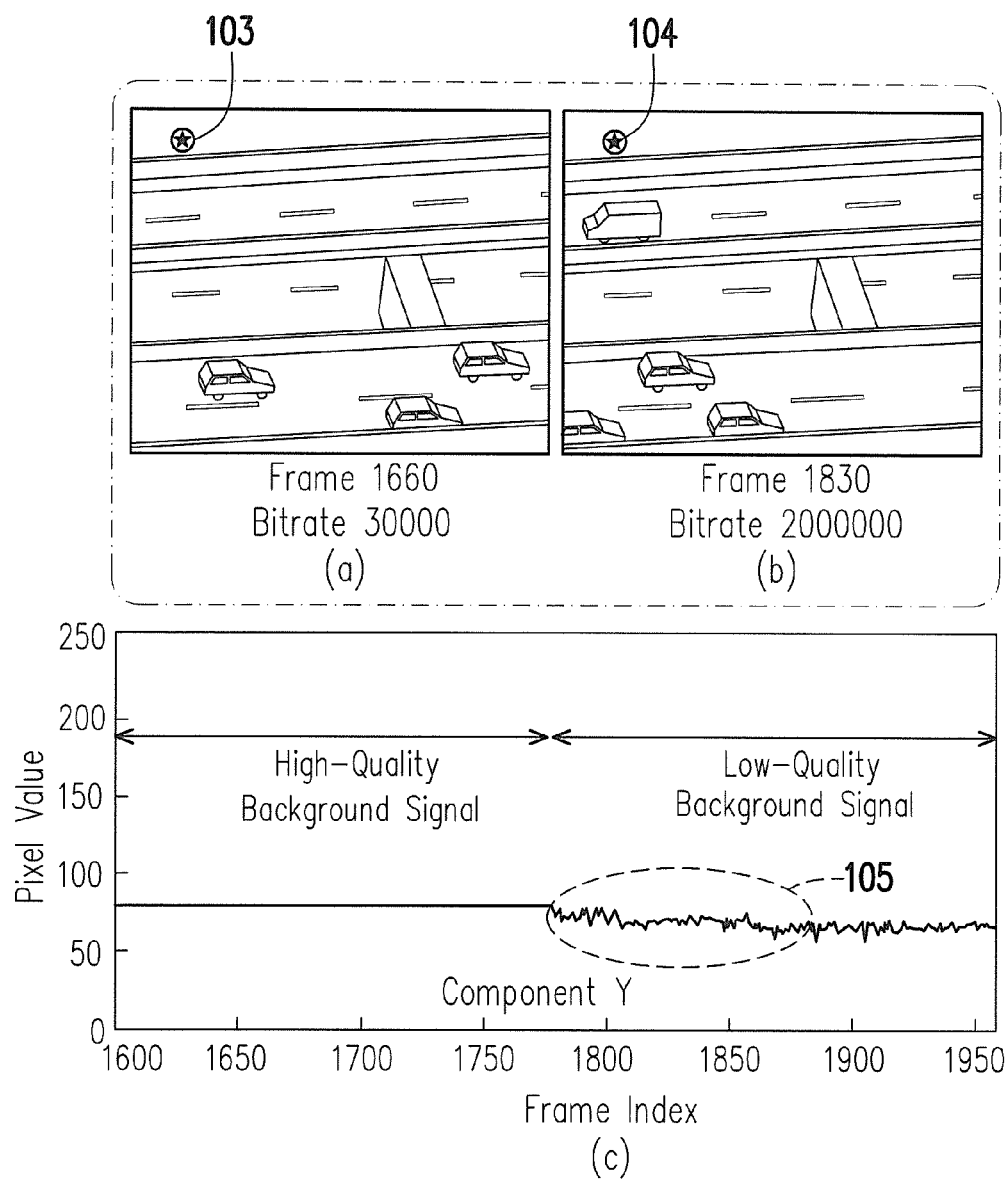 103
104
Frame 1660
Bitrate 30000
(a)
Frame 1830
Bitrate 2000000
(b)
250
200
150
100
50
0
Pixel Value
High-Quality
Background Signal
Low-Quality
Background Signal
105
Component Y
1600 1650 1700 1750 1800 1850 1900 1950
Frame Index
(c)